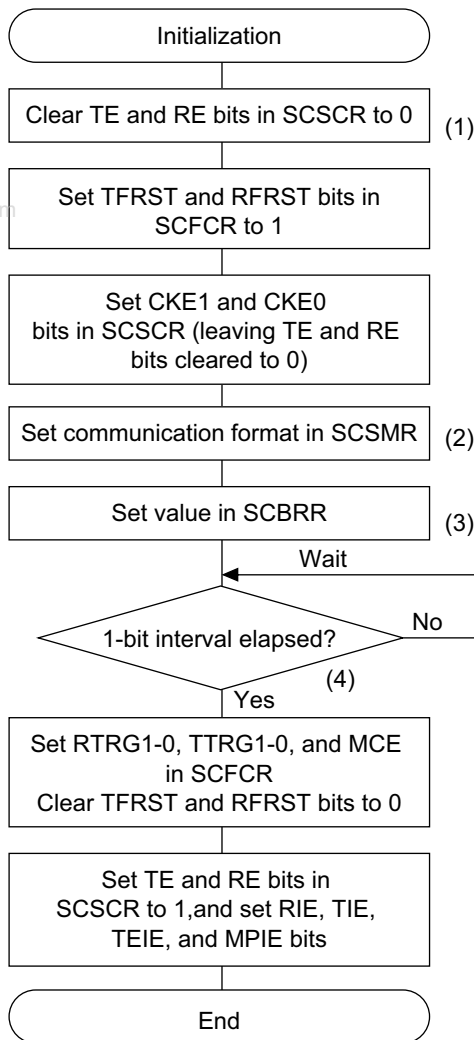 Initialization
Clear TE and RE bits in SCSCR to 0
(1)
m
Set TFRST and RFRST bits in
SCFCR to 1
Set CKE1 and CKE0
bits in SCSCR (leaving TE and RE
bits cleared to 0)
Set communication format in SCSMR
(2)
Set value in SCBRR
(3)
Wait
1-bit interval elapsed?
No
(4)
Yes
Set RTRG1-0, TTRG1-0, and MCE
in SCFCR
Clear TFRST and RFRST bits to 0
Set TE and RE bits in
SCSCR to 1,and set RIE, TIE,
TEIE, and MPIE bits
End